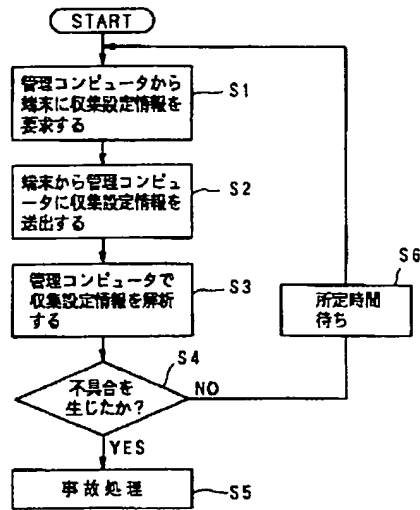 START
管理コンピュータから
端末に収集設定情報を
要求する
S1
端末から管理コンピュ
ータに収集設定情報を
送出する
S2
管理コンピュータで
収集設定情報を解析
する
S3
不具合を
生じたか?
S4
NO
YES
所定時間
待ち
S6
事故処理
S5